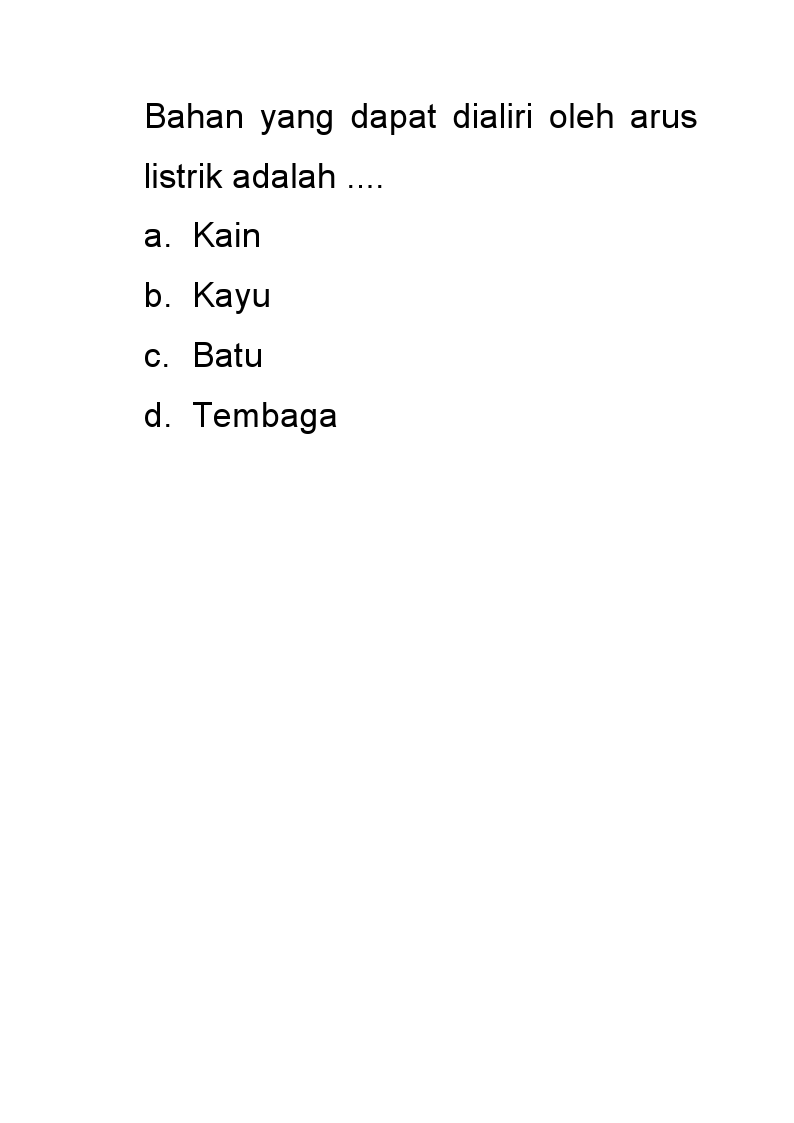 Bahan yang dapat dialiri oleh arus
listrik adalah ....
a. Kain
b. Kayu
c. Batu
d. Tembaga